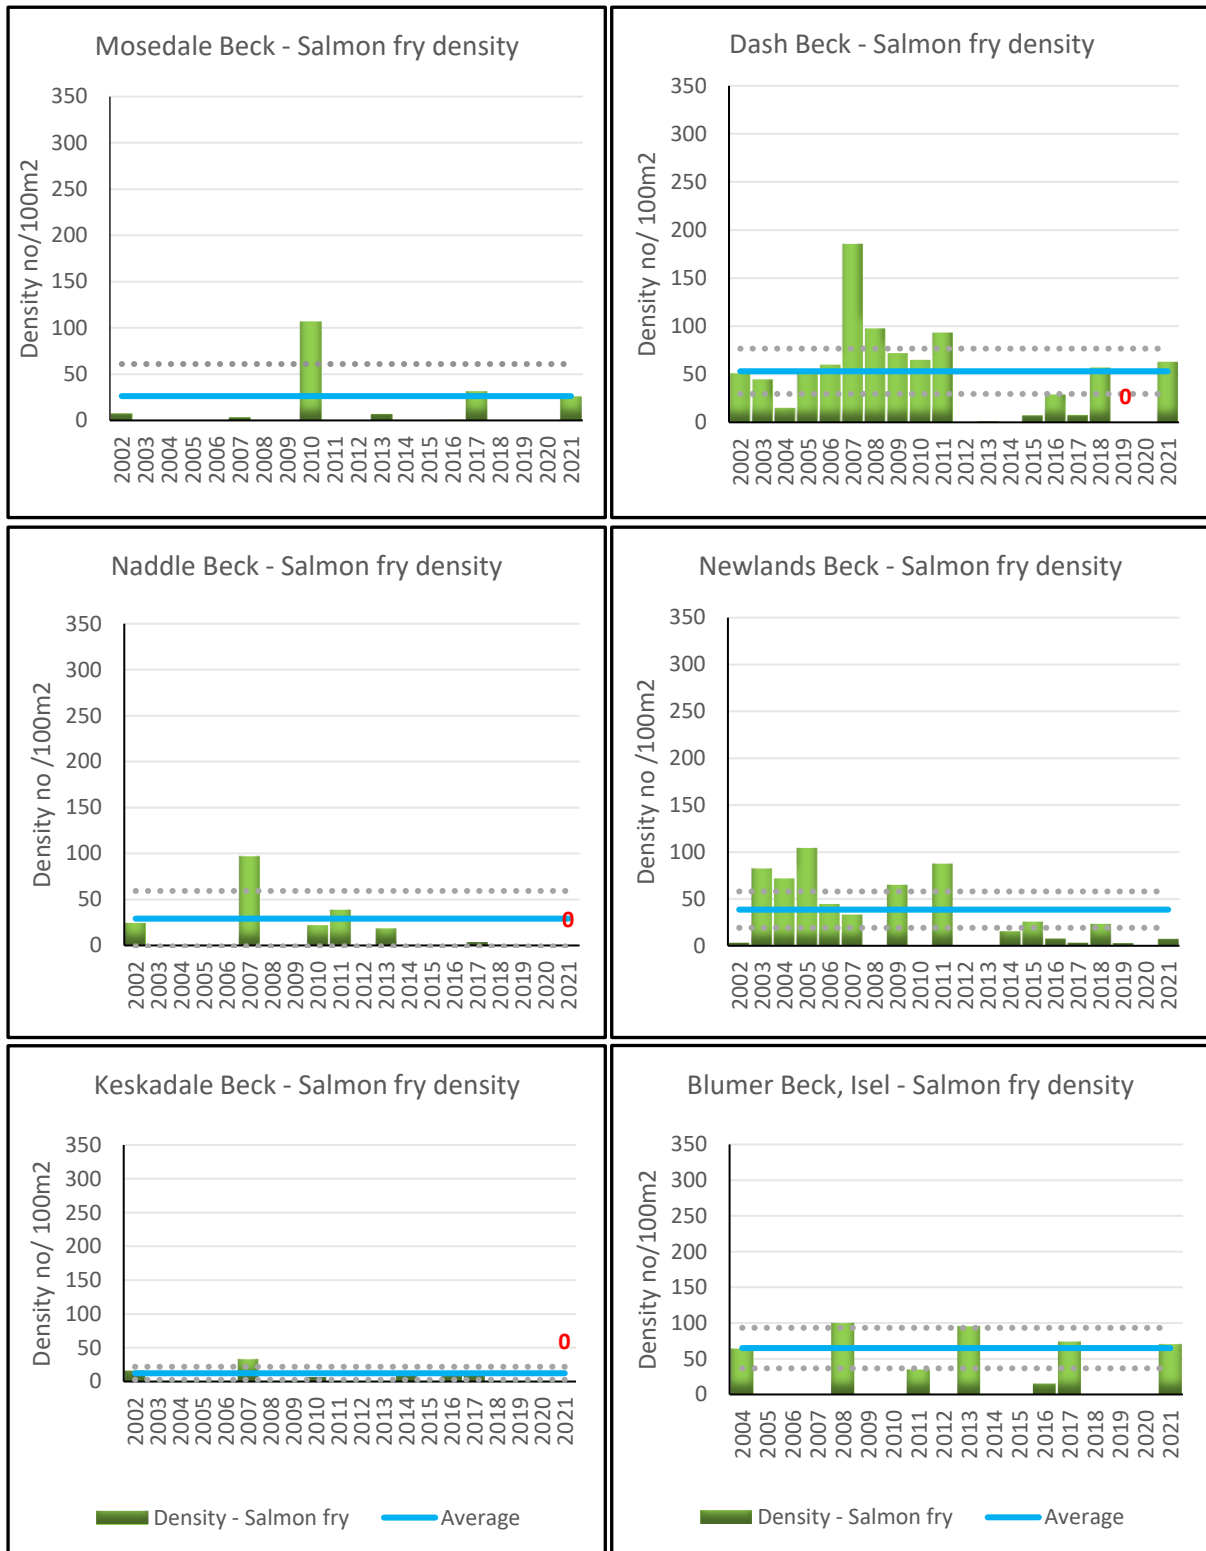 Mosedale Beck - Salmon fry density
Density no/ 100m2
350
300
250
200
150
100
50
0
2002 2003 2004 2005 2006 2007 2008 2009 2010 2011 2012 2013 2014 2015 2016 2017 2018 2019 2020 2021
Dash Beck - Salmon fry density
Density no/ 100m2
350
300
250
200
150
100
50
0
0
2002 2003 2004 2005 2006 2007 2008 2009 2010 2011 2012 2013 2014 2015 2016 2017 2018 2019 2020 2021
Naddle Beck - Salmon fry density
Density no /100m2
350
300
250
200
150
100
50
0
0
2002 2003 2004 2005 2006 2007 2008 2009 2010 2011 2012 2013 2014 2015 2016 2017 2018 2019 2020 2021
Newlands Beck - Salmon fry density
Density no /100m2
350
300
250
200
150
100
50
0
2002 2003 2004 2005 2006 2007 2008 2009 2010 2011 2012 2013 2014 2015 2016 2017 2018 2019 2020 2021
Keskadale Beck - Salmon fry density
Density no/ 100m2
350
300
250
200
150
100
50
0
0
2002 2003 2004 2005 2006 2007 2008 2009 2010 2011 2012 2013 2014 2015 2016 2017 2018 2019 2020 2021
Density - Salmon fry
Average
Blumer Beck, Isel - Salmon fry density
Density no/ 100m2
350
300
250
200
150
100
50
0
2004 2005 2006 2007 2008 2009 2010 2011 2012 2013 2014 2015 2016 2017 2018 2019 2020 2021
Density - Salmon fry
Average